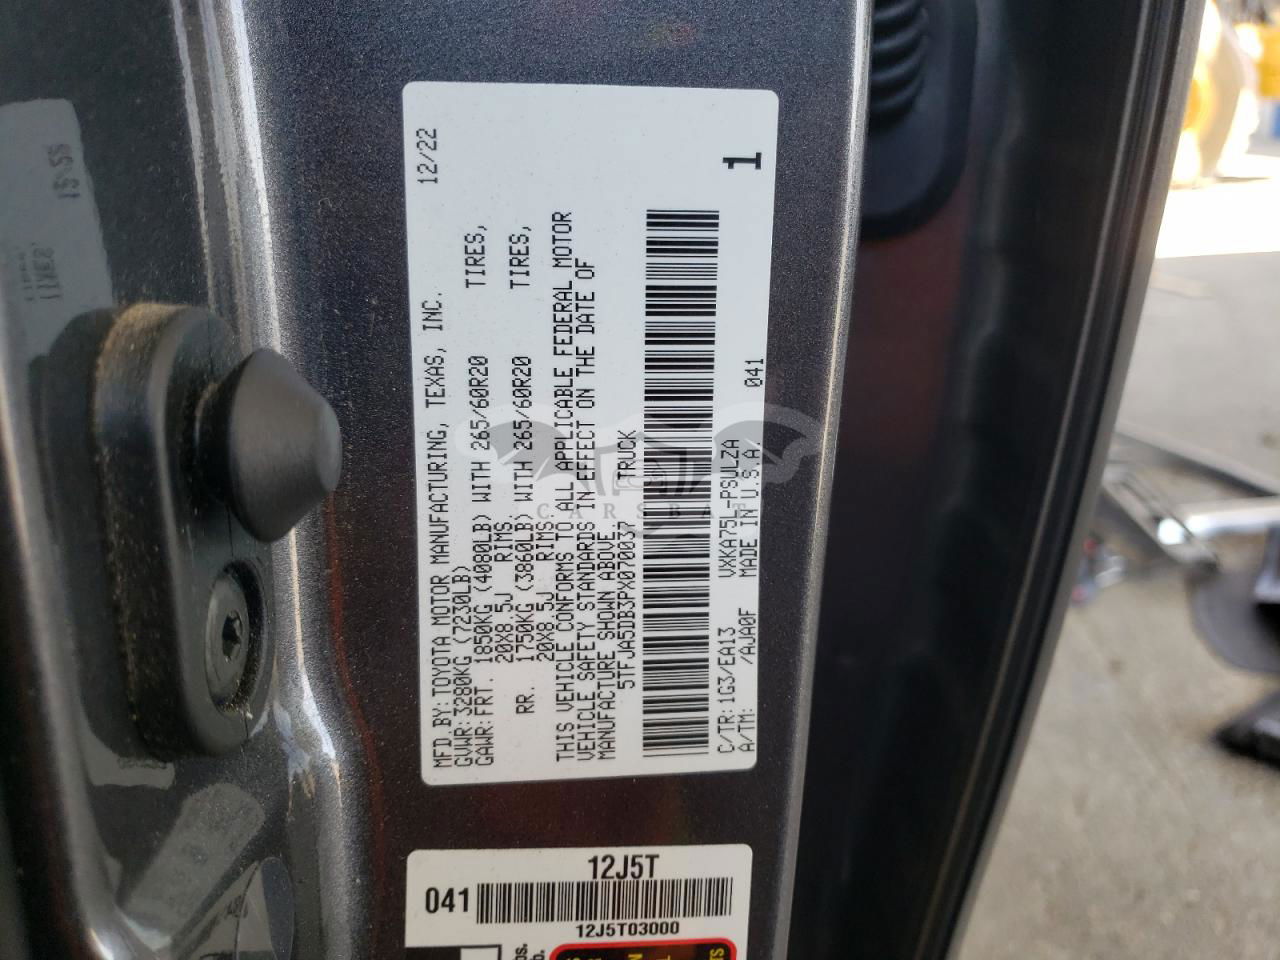 MFD.BY:TOYOTA MOTOR MANUFACTURING, TEXAS, INC. 12/22
GVWR:3280KG (7230LB)
GAWR:FRT. 1850KG (4080LB) WITH 265/60R20 TIRES,
20X8.5J RIMS,
RR. 1750KG (3860LB) WITH 265/60R20 TIRES,
20X8.5J RIMS
THIS VEHICLE CONFORMS TO ALL APPLICABLE FEDERAL MOTOR
VEHICLE SAFETY STANDARDS IN EFFECT ON THE DATE OF
MANUFACTURE SHOWN ABOVE.
5TFJA5DB3PX070037 TRUCK
1
C/TR:1G3/EA13 VXKA75L-PSULZA 041
A/TM: /AJA0F MADE IN U.S.A.
CARSBAT
12J5T
041
12J5T03000